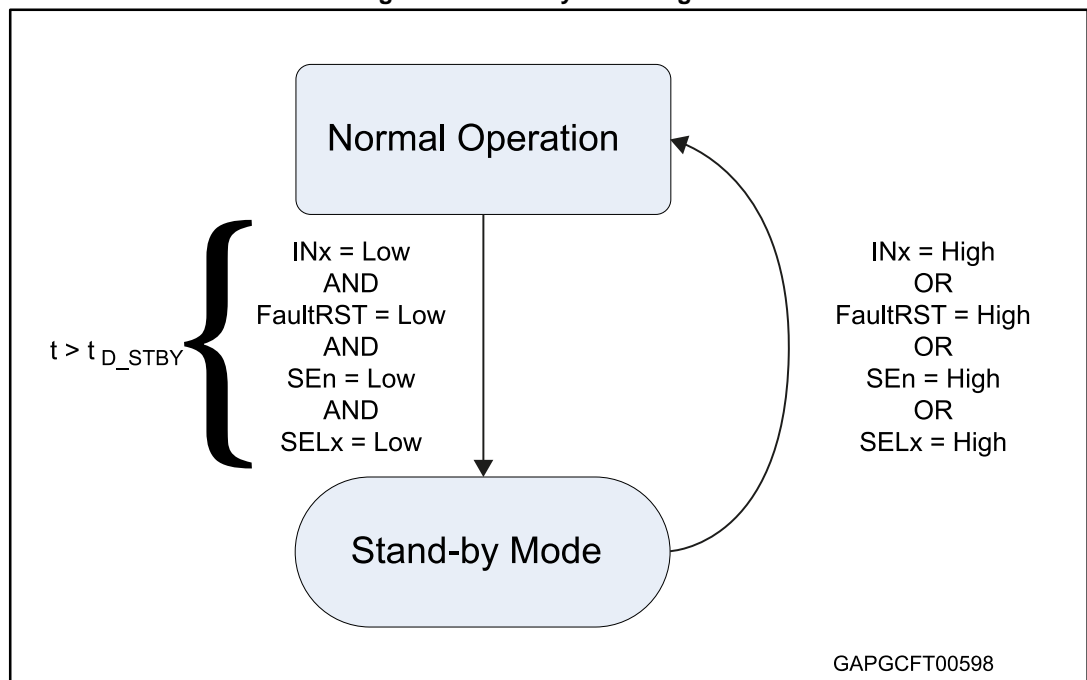 Normal Operation
t > t D_STBY
INx = Low
AND
FaultRST = Low
AND
SEn = Low
AND
SELx = Low
INx = High
OR
FaultRST = High
OR
SEn = High
OR
SELx = High
Stand-by Mode
GAPGCFT00598